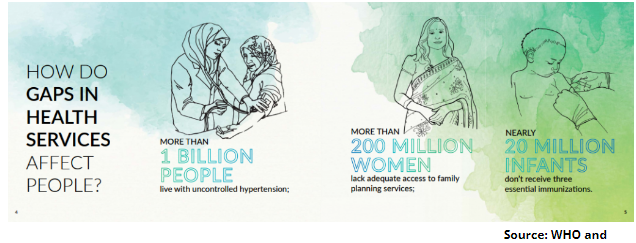 HOW DO
GAPS IN
HEALTH
SERVICES
AFFECT
PEOPLE?
MORE THAN
1 BILLION
PEOPLE
live with uncontrolled hypertension;
MORE THAN
200 MILLION
WOMEN
lack adequate access to family
planning services;
NEARLY
20 MILLION
INFANTS
don't receive three
essential immunizations.
4
5
Source: WHO and